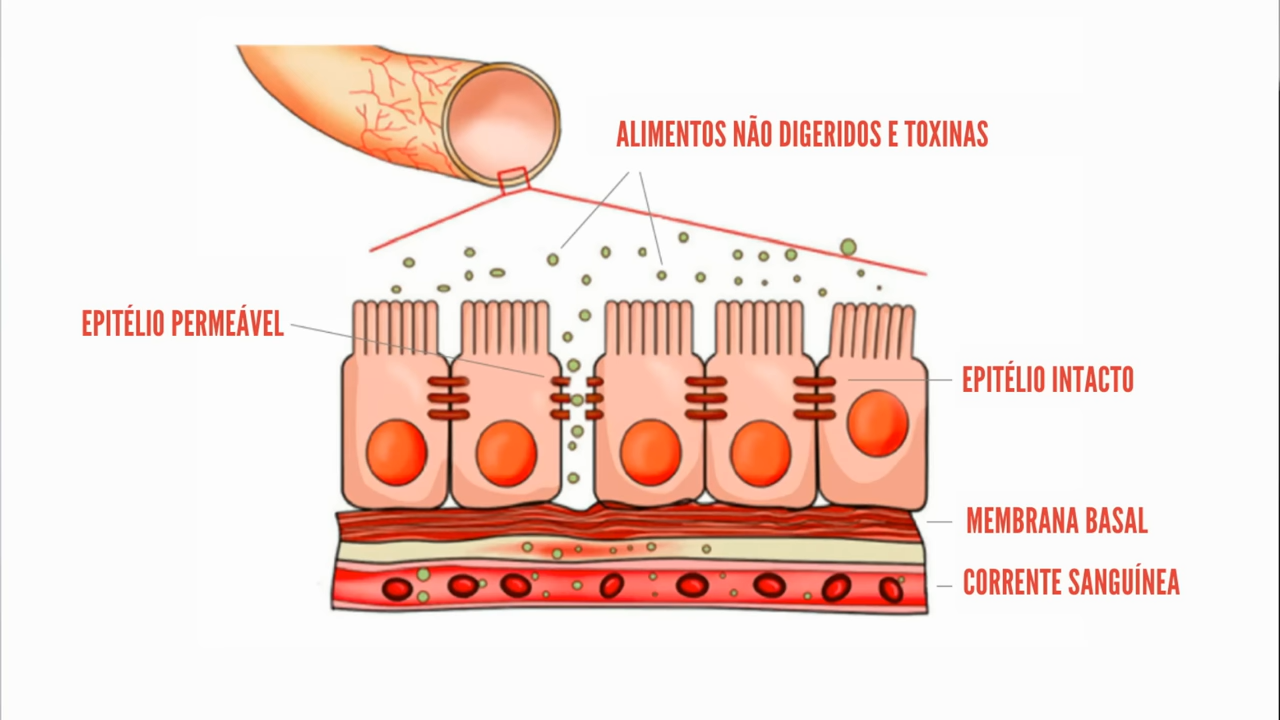 ALIMENTOS NÃO DIGERIDOS E TOXINAS
EPITÉLIO PERMEÁVEL
EPITÉLIO INTACTO
MEMBRANA BASAL
CORRENTE SANGUÍNEA